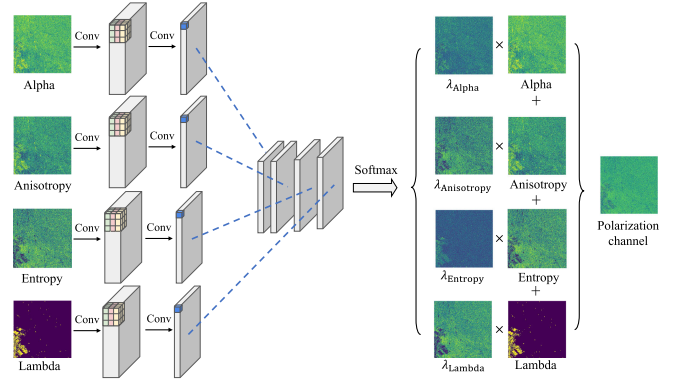 Conv
Conv
Alpha
Conv
Conv
Anisotropy
Conv
Conv
Entropy
Conv
Conv
Lambda
Softmax
λAlpha × Alpha
+
λAnisotropy × Anisotropy
+
λEntropy × Entropy
+
λLambda × Lambda
Polarization
channel